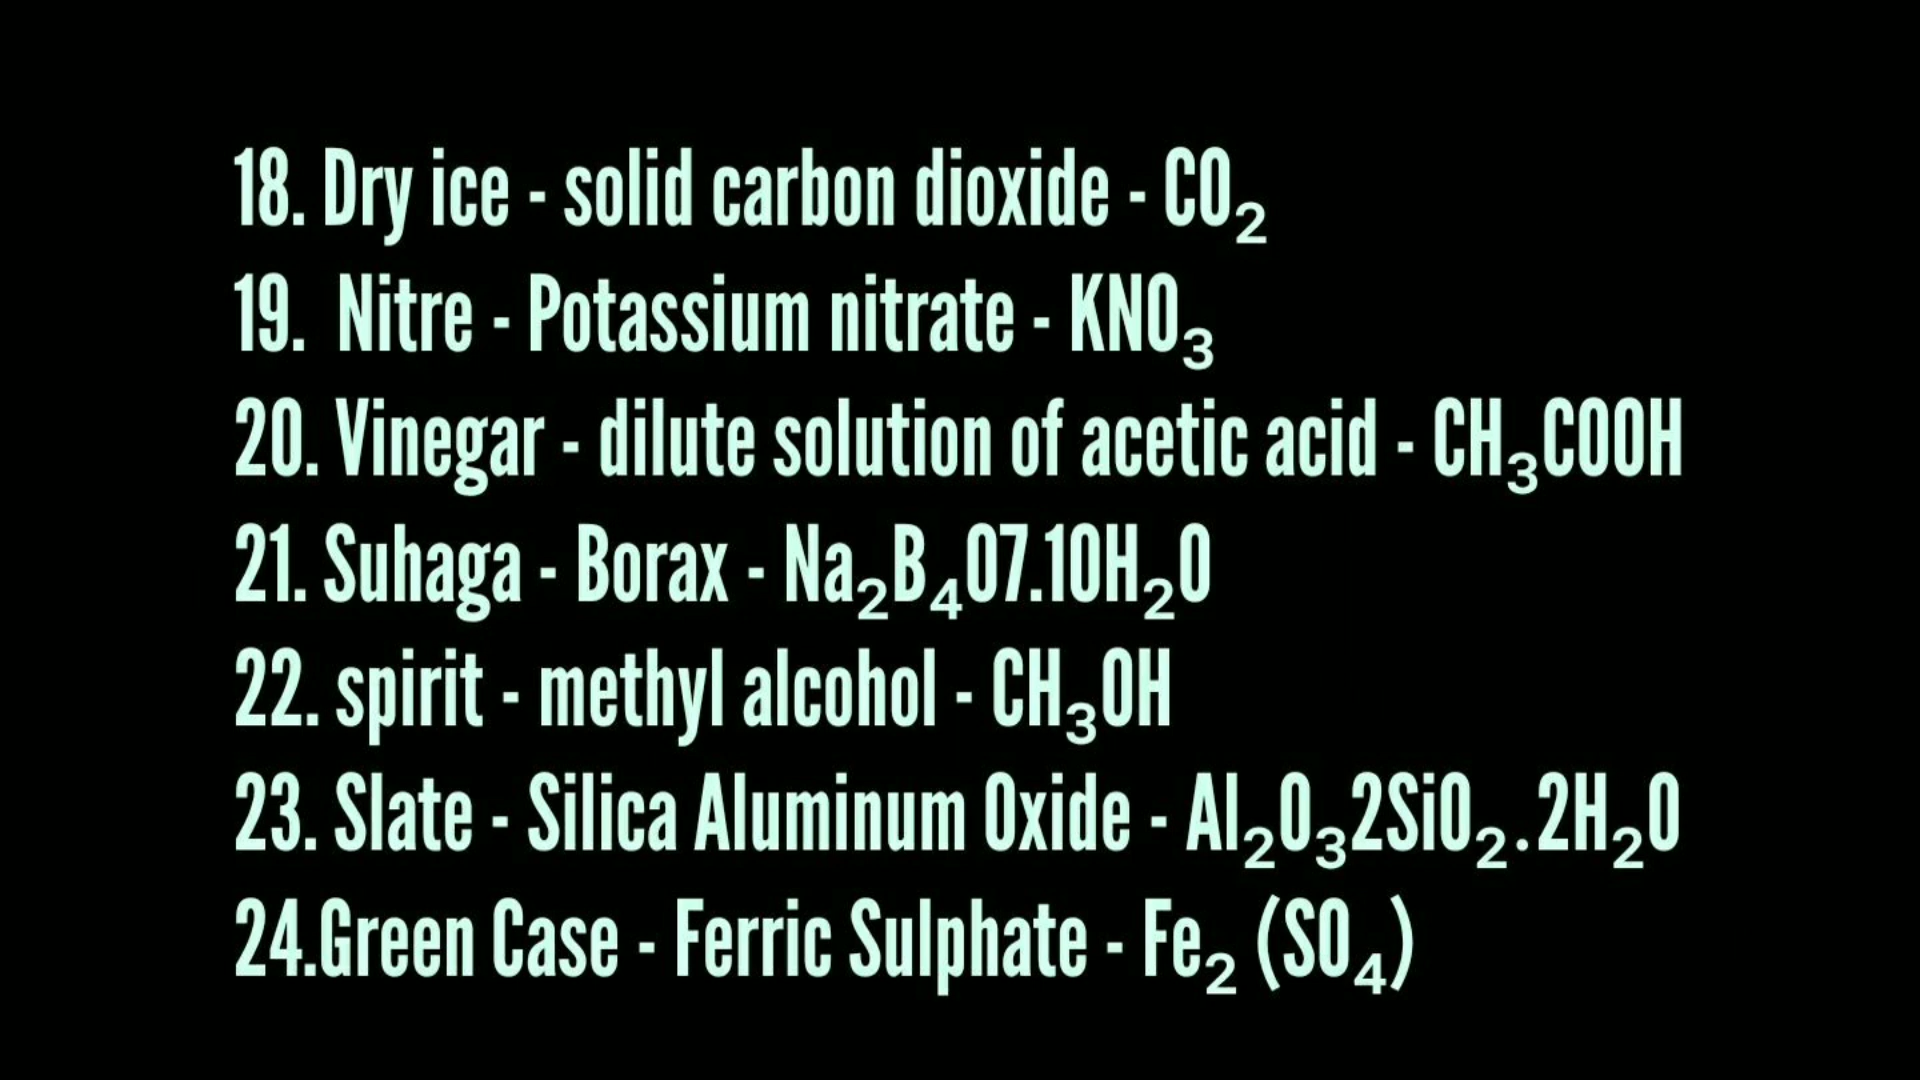 18. Dry ice - solid carbon dioxide - CO₂
19. Nitre - Potassium nitrate - KNO₃
20. Vinegar - dilute solution of acetic acid - CH₃COOH
21. Suhaga - Borax - Na₂B₄O7.10H₂O
22. spirit - methyl alcohol - CH₃OH
23. Slate - Silica Aluminum Oxide - Al₂O₃2SiO₂.2H₂O
24.Green Case - Ferric Sulphate - Fe₂ (SO₄)